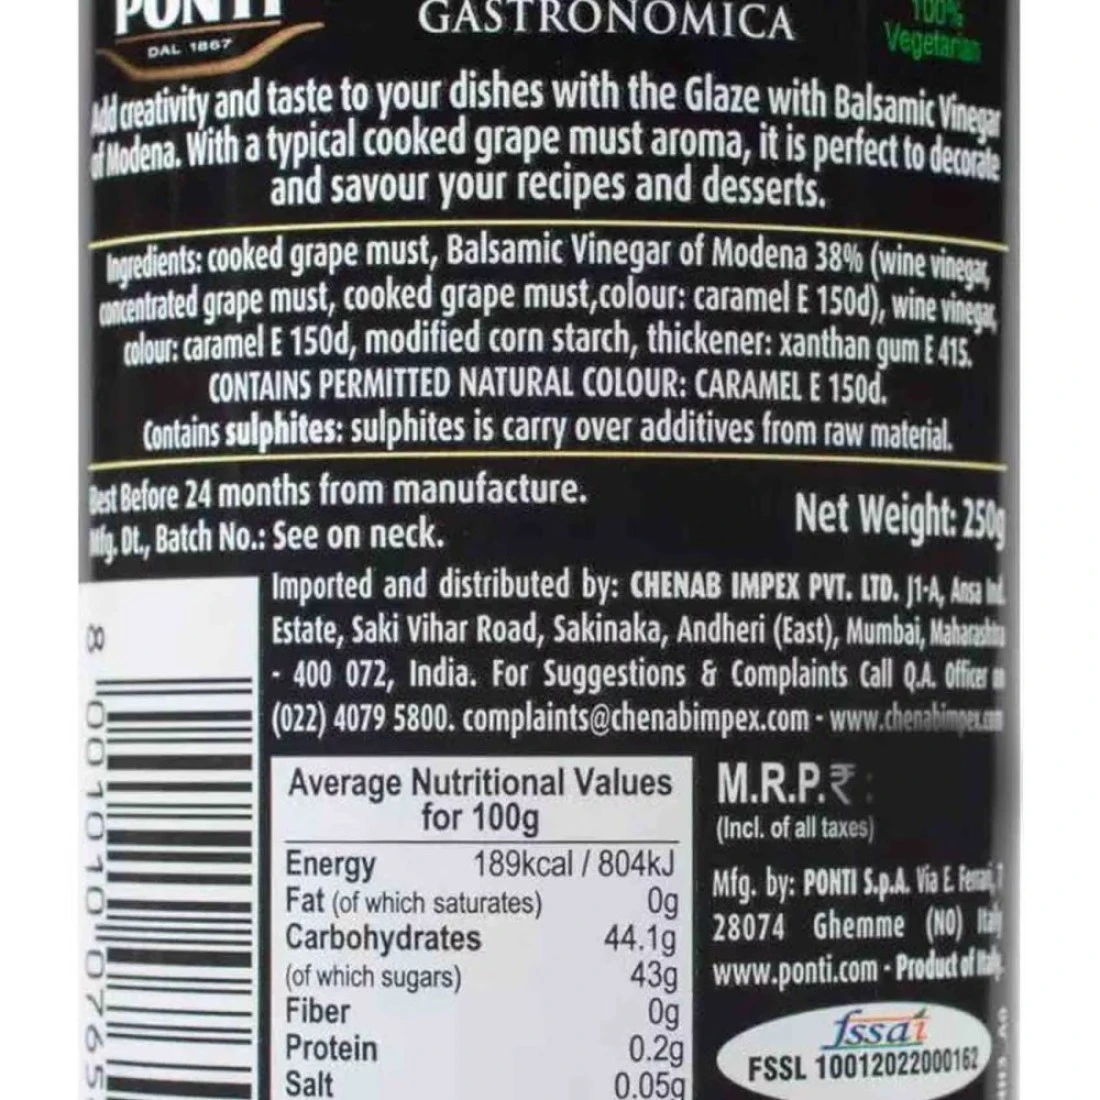 PONTI
DAL 1867
GASTRONOMICA
100%
Vegetarian
Add creativity and taste to your dishes with the Glaze with Balsamic Vinegar
of Modena. With a typical cooked grape must aroma, it is perfect to decorate
and savour your recipes and desserts.
Ingredients: cooked grape must, Balsamic Vinegar of Modena 38% (wine vinegar,
concentrated grape must, cooked grape must,colour: caramel E 150d), wine vinegar,
colour: caramel E 150d, modified corn starch, thickener: xanthan gum E 415.
CONTAINS PERMITTED NATURAL COLOUR: CARAMEL E 150d.
Contains sulphites: sulphites is carry over additives from raw material.
Best Before 24 months from manufacture.
Mfg. Dt., Batch No.: See on neck.
Net Weight: 250g
Imported and distributed by: CHENAB IMPEX PVT. LTD. J1-A, Ansa Ind.
Estate, Saki Vihar Road, Sakinaka, Andheri (East), Mumbai, Maharashtra
- 400 072, India. For Suggestions & Complaints Call Q.A. Officer on
(022) 4079 5800. complaints@chenabimpex.com - www.chenabimpex.com
8 001010 0765
Average Nutritional Values
for 100g
Energy 189kcal / 804kJ
Fat (of which saturates) 0g
Carbohydrates 44.1g
(of which sugars) 43g
Fiber 0g
Protein 0.2g
Salt 0.05g
M.R.P.₹ :
(Incl. of all taxes)
Mfg. by: PONTI S.p.A. Via E. Ferrari, 7
28074 Ghemme (NO) Italy
www.ponti.com - Product of Italy.
fssai
FSSL 10012022000162